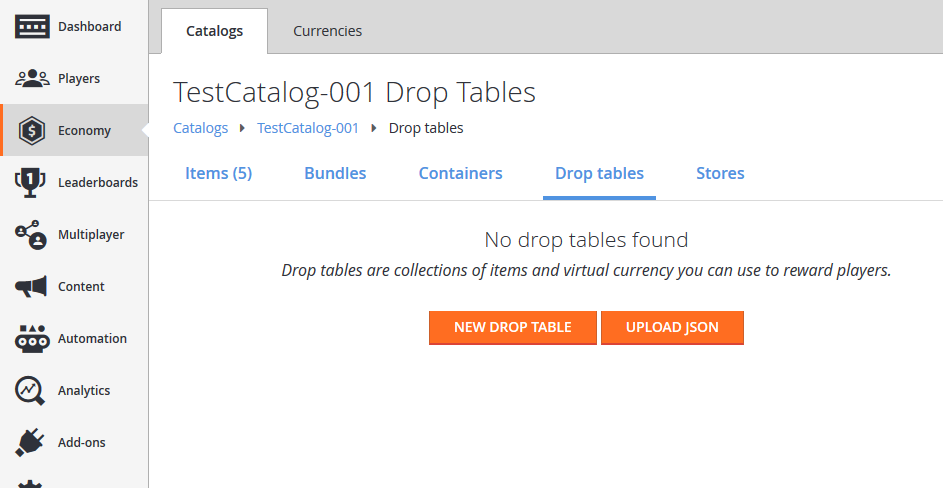 Dashboard
Players
Economy
Leaderboards
Multiplayer
Content
Automation
Analytics
Add-ons
Catalogs Currencies
TestCatalog-001 Drop Tables
Catalogs TestCatalog-001 Drop tables
Items (5) Bundles Containers Drop tables Stores
No drop tables found
Drop tables are collections of items and virtual currency you can use to reward players.
NEW DROP TABLE UPLOAD JSON